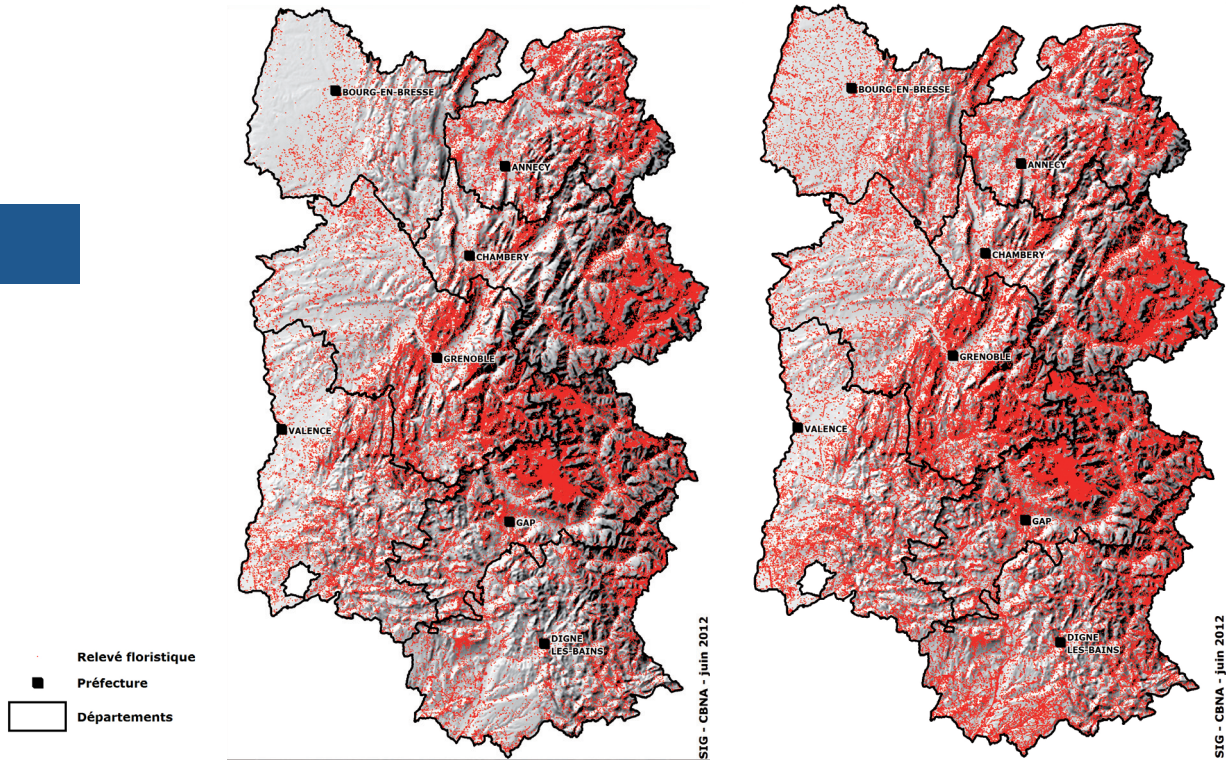 BOURG-EN-BRESSE
ANNECY
CHAMBERY
GRENOBLE
VALENCE
GAP
DIGNE
LES-BAINS
SIG - CBNA - juin 2012
BOURG-EN-BRESSE
ANNECY
CHAMBERY
GRENOBLE
VALENCE
GAP
DIGNE
LES-BAINS
SIG - CBNA - juin 2012
Relevé floristique
Préfecture
Départements